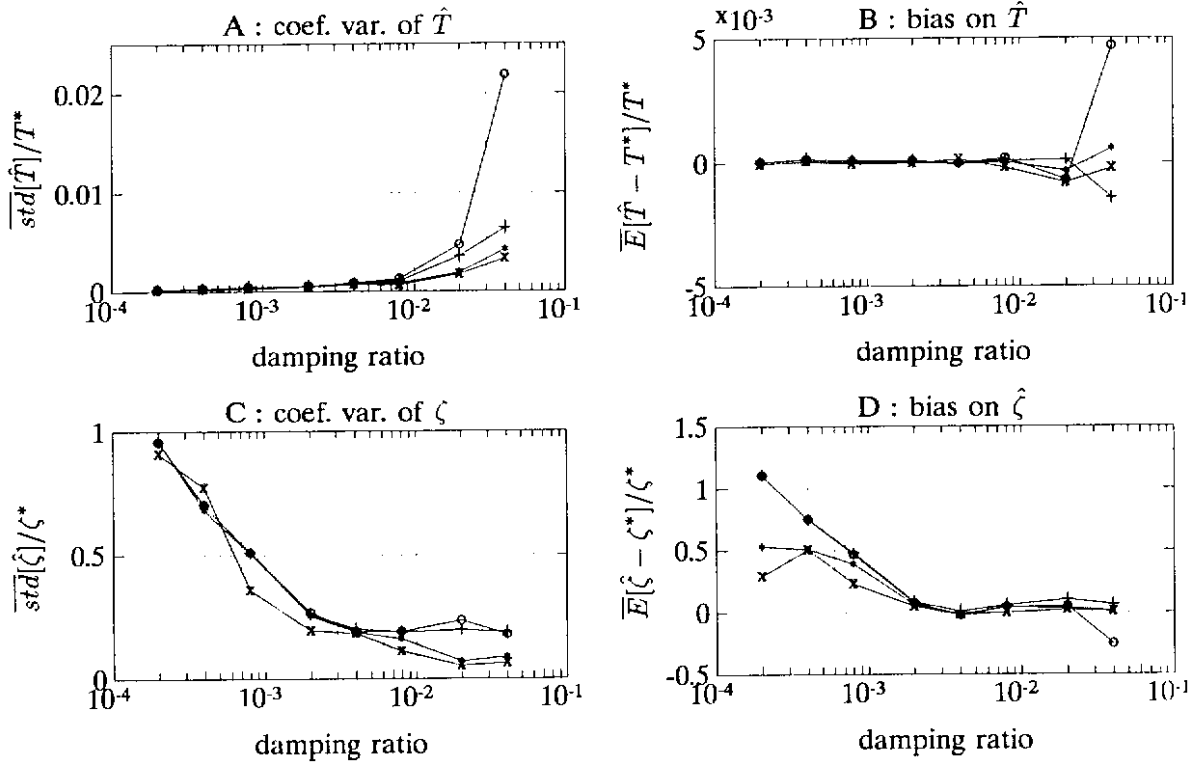 A : coef. var. of T̂
0.02
0.01
0
10⁻⁴ 10⁻³ 10⁻² 10⁻¹
std[T̂]/T*
damping ratio
B : bias on T̂
×10⁻³
5
0
-5
10⁻⁴ 10⁻³ 10⁻² 10⁻¹
E[T̂ − T*]/T*
damping ratio
C : coef. var. of ζ̂
1
0.5
0
10⁻⁴ 10⁻³ 10⁻² 10⁻¹
std[ζ̂]/ζ*
damping ratio
D : bias on ζ̂
1.5
1
0.5
0
-0.5
10⁻⁴ 10⁻³ 10⁻² 10⁻¹
E[ζ̂ − ζ*]/ζ*
damping ratio